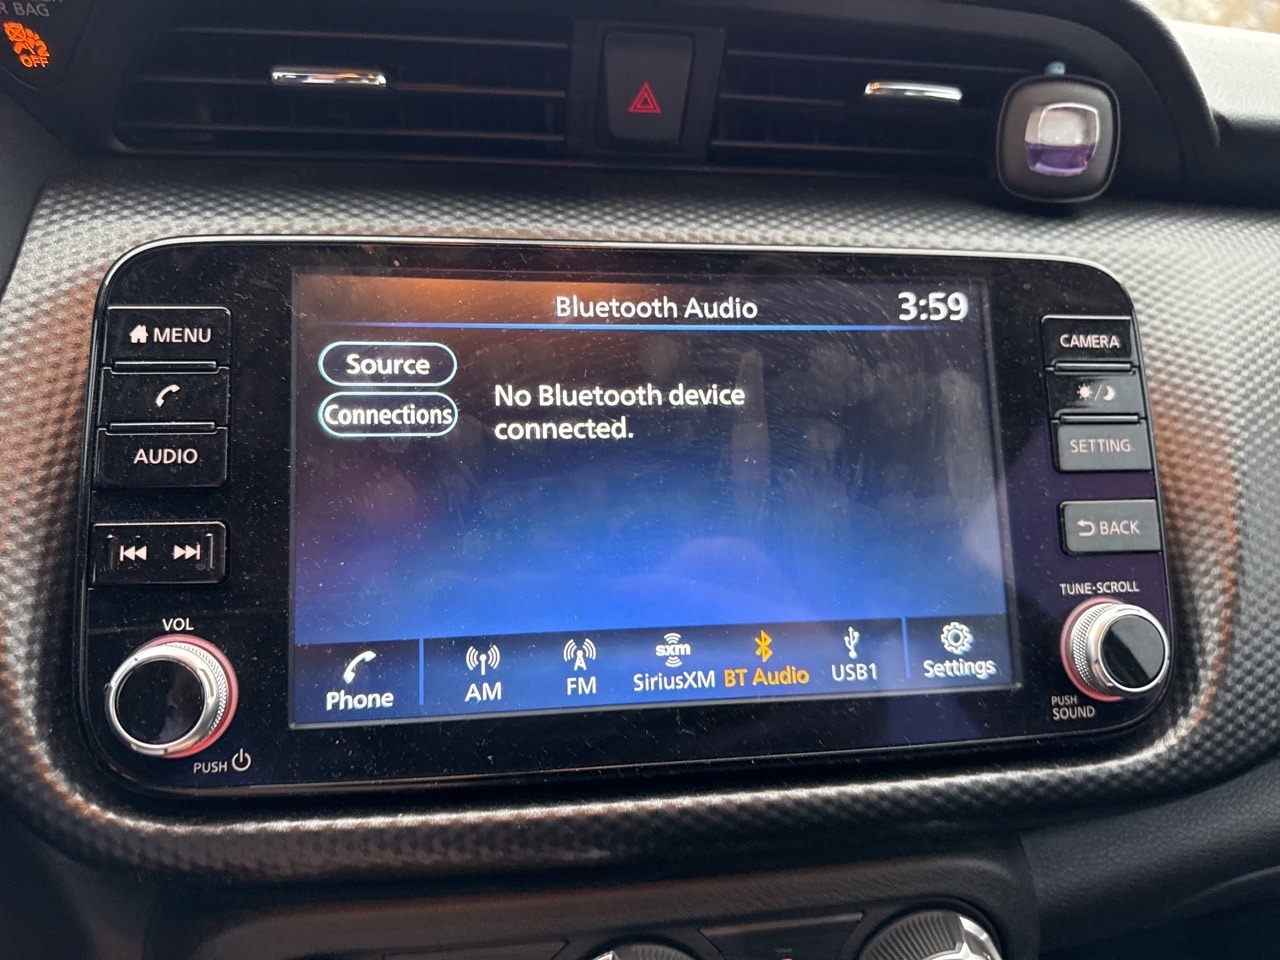 R BAG
2
OFF
Bluetooth Audio
3:59
MENU
AUDIO
VOL
PUSH
Source
Connections
No Bluetooth device
connected.
Phone
AM
FM
sxm
SiriusXM
BT Audio
USB1
Settings
CAMERA
SETTING
BACK
TUNE·SCROLL
PUSH
SOUND